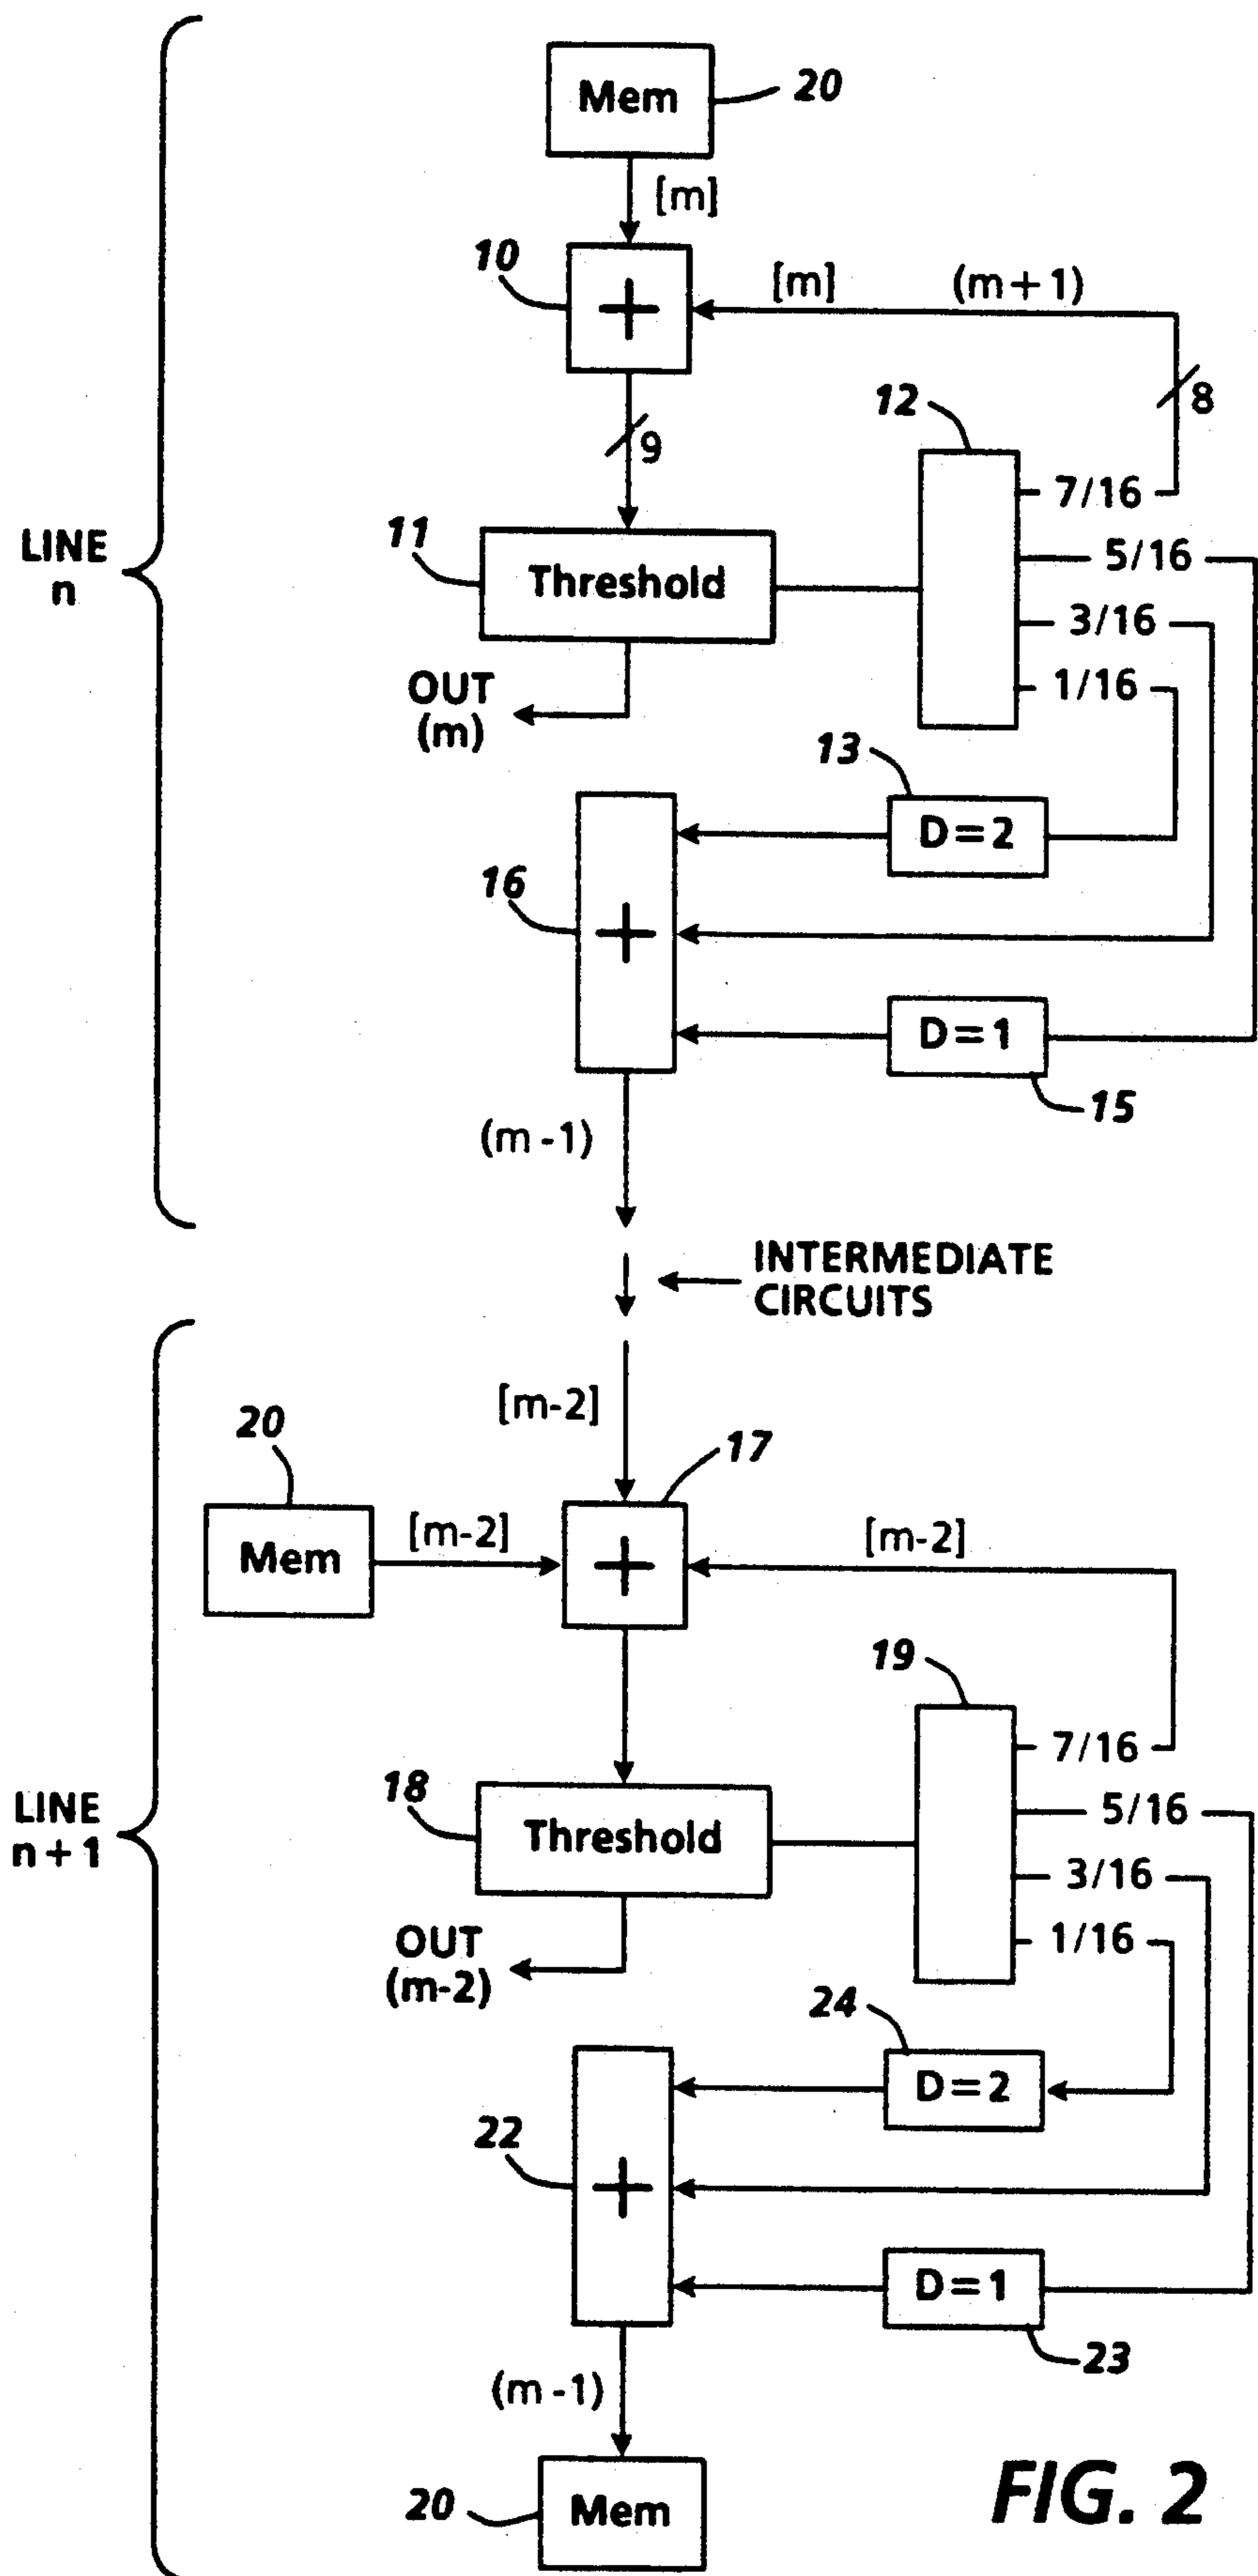 Mem
20
[m]
10
+
[m]
(m+1)
8
9
12
7/16
11
Threshold
5/16
3/16
1/16
LINE
n
OUT
(m)
13
D=2
16
+
D=1
15
(m-1)
INTERMEDIATE
CIRCUITS
[m-2]
20
17
Mem
[m-2]
+
[m-2]
19
7/16
18
Threshold
5/16
3/16
1/16
LINE
n+1
OUT
(m-2)
24
D=2
22
+
D=1
23
(m-1)
20
Mem
FIG. 2